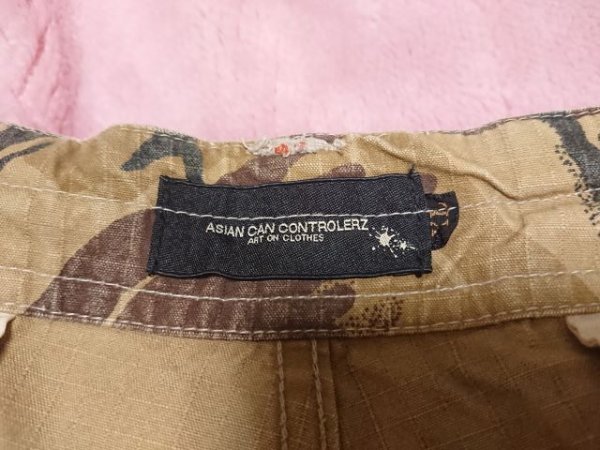 ASIAN CAN CONTROLERZ
ART ON CLOTHES